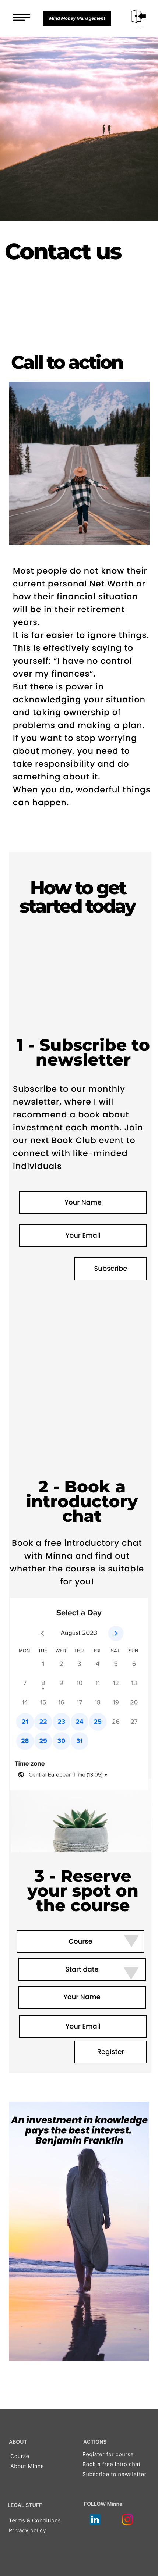 Mind Money Management
Contact us
Call to action
Most people do not know their
current personal Net Worth or
how their financial situation
will be in their retirement
years.
It is far easier to ignore things.
This is effectively saying to
yourself: “I have no control
over my finances”.
But there is power in
acknowledging your situation
and taking ownership of
problems and making a plan.
If you want to stop worrying
about money, you need to
take responsibility and do
something about it.
When you do, wonderful things
can happen.
How to get
started today
1 - Subscribe to
newsletter
Subscribe to our monthly
newsletter, where I will
recommend a book about
investment each month. Join
our next Book Club event to
connect with like-minded
individuals
Your Name
Your Email
Subscribe
2 - Book a
introductory
chat
Book a free introductory chat
with Minna and find out
whether the course is suitable
for you!
Select a Day
August 2023
MON TUE WED THU FRI SAT SUN
1 2 3 4 5 6
7 8 9 10 11 12 13
14 15 16 17 18 19 20
21 22 23 24 25 26 27
28 29 30 31
Time zone
Central European Time (13:05)
3 - Reserve
your spot on
the course
Course
Start date
Your Name
Your Email
Register
An investment in knowledge
pays the best interest.
Benjamin Franklin
ABOUT
Course
About Minna
ACTIONS
Register for course
Book a free intro chat
Subscribe to newsletter
LEGAL STUFF
Terms & Conditions
Privacy policy
FOLLOW Minna
in